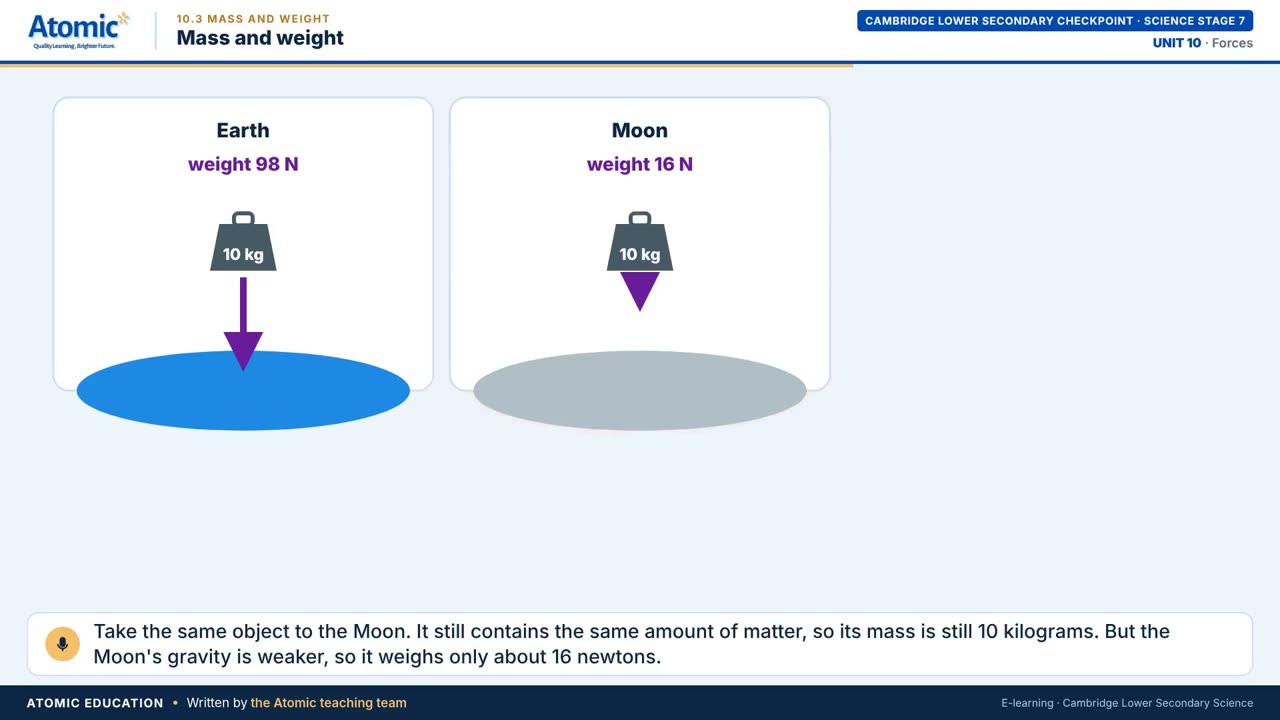 Atomic
Quality Learning, Brighter Future.
10.3 MASS AND WEIGHT
Mass and weight
CAMBRIDGE LOWER SECONDARY CHECKPOINT · SCIENCE STAGE 7
UNIT 10 · Forces
Earth
weight 98 N
10 kg
Moon
weight 16 N
10 kg
Take the same object to the Moon. It still contains the same amount of matter, so its mass is still 10 kilograms. But the
Moon's gravity is weaker, so it weighs only about 16 newtons.
ATOMIC EDUCATION • Written by the Atomic teaching team
E-learning · Cambridge Lower Secondary Science